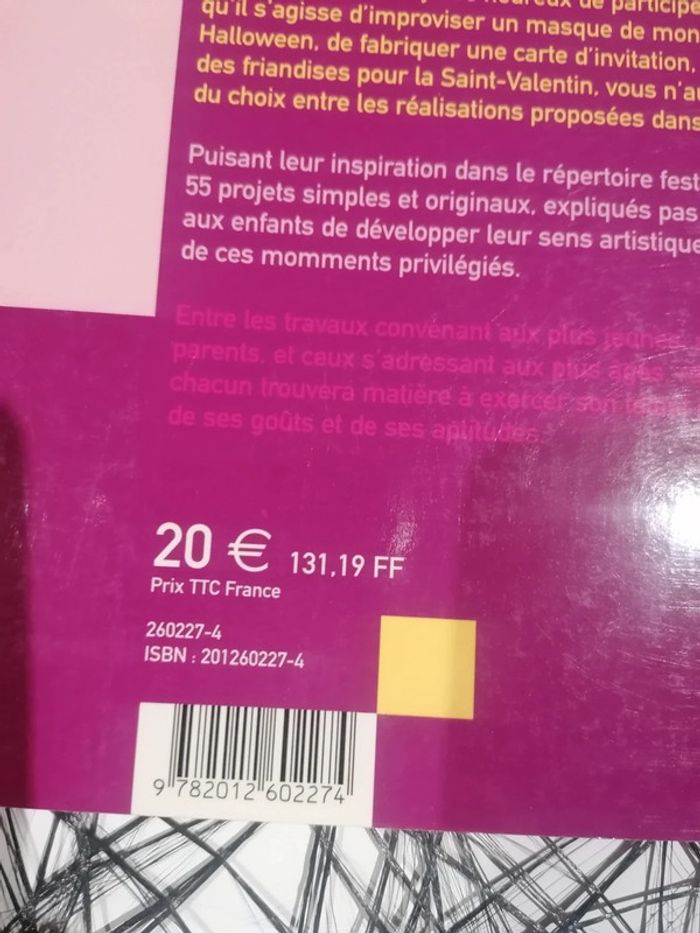 de participe
qu'il s'agisse d'improviser un masque de mon
Halloween, de fabriquer une carte d'invitation.
des friandises pour la Saint-Valentin, vous n'au
du choix entre les réalisations proposées dans
Puisant leur inspiration dans le répertoire fest
55 projets simples et originaux, expliqués pas
aux enfants de développer leur sens artistique
de ces momments privilégiés.
Entre les travaux convenant aux plus jeunes
parents, et ceux s'adressant aux plus âgés
chacun trouvera matière à exercer son
de ses goûts et de ses aptitudes.
20 € 131,19 FF
Prix TTC France
260227-4
ISBN : 201260227-4
9 782012 602274